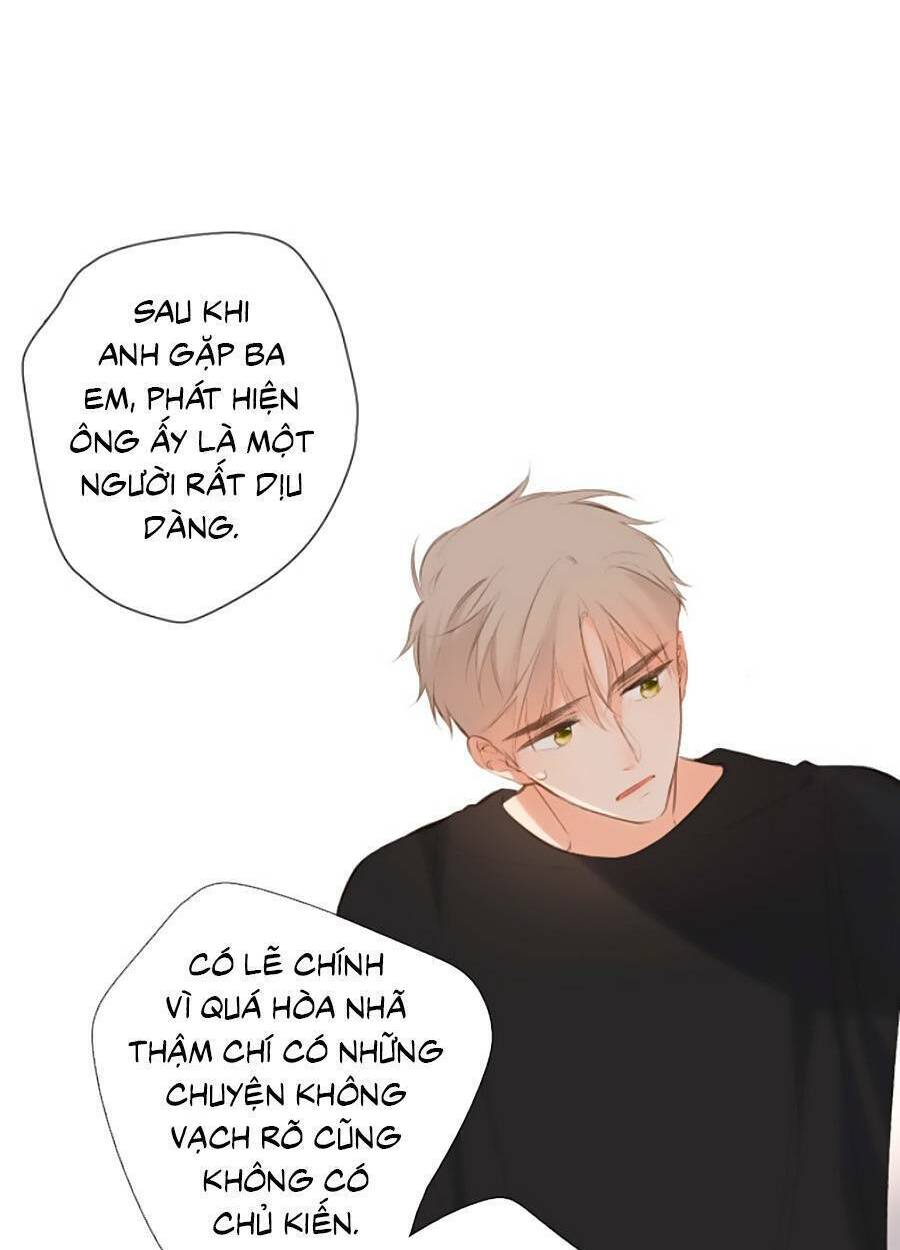 SAU KHI
ANH GẶP BA
EM, PHÁT HIỆN
ÔNG ẤY LÀ MỘT
NGƯỜI RẤT DỊU
DÀNG.
CÓ LẼ CHÍNH
VÌ QUÁ HÒA NHÃ
THẬM CHÍ CÓ NHỮNG
CHUYỆN KHÔNG
VẠCH RÕ CŨNG
KHÔNG CÓ
CHỦ KIẾN.